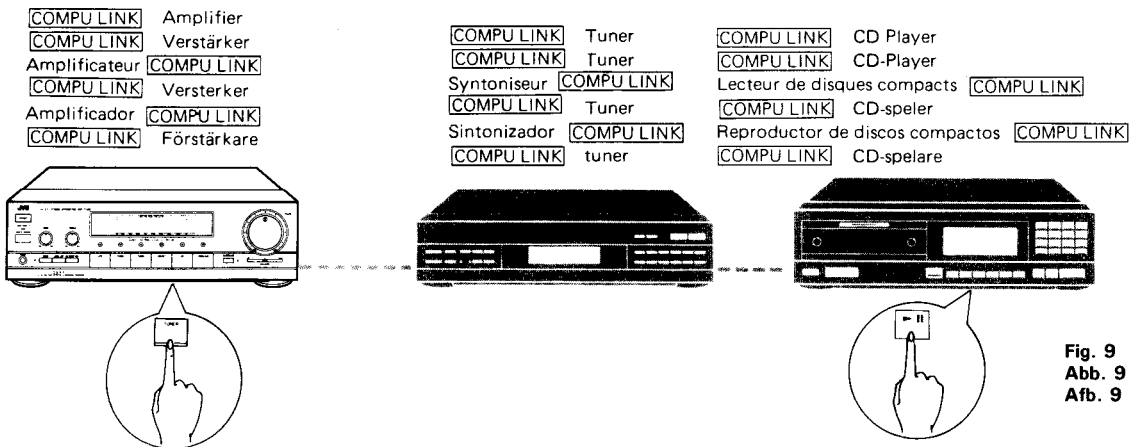 COMPU LINK Amplifier
COMPU LINK Verstärker
Amplificateur COMPU LINK
COMPU LINK Versterker
Amplificador COMPU LINK
COMPU LINK Förstärkare
COMPU LINK Tuner
COMPU LINK Tuner
Syntoniseur COMPU LINK
COMPU LINK Tuner
Sintonizador COMPU LINK
COMPU LINK tuner
COMPU LINK CD Player
COMPU LINK CD-Player
Lecteur de disques compacts COMPU LINK
COMPU LINK CD-speler
Reproductor de discos compactos COMPU LINK
COMPU LINK CD-spelare
JVC
TUNER
Fig. 9
Abb. 9
Afb. 9